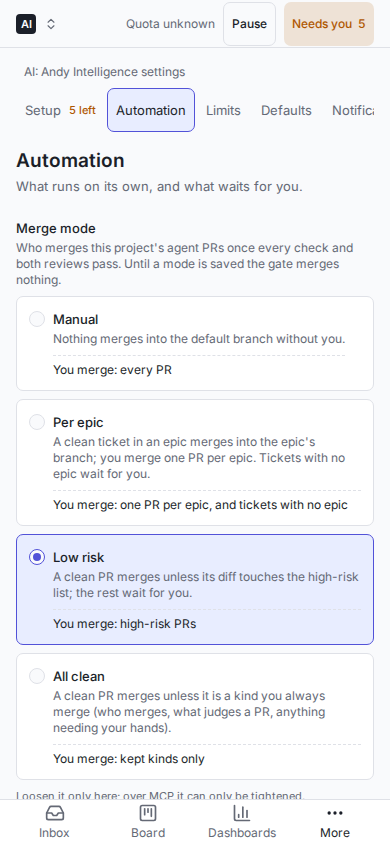 AI
Quota unknown
Pause
Needs you 5
AI: Andy Intelligence settings
Setup 5 left
Automation
Limits
Defaults
Notifica
Automation
What runs on its own, and what waits for you.
Merge mode
Who merges this project's agent PRs once every check and
both reviews pass. Until a mode is saved the gate merges
nothing.
Manual
Nothing merges into the default branch without you.
You merge: every PR
Per epic
A clean ticket in an epic merges into the epic's
branch; you merge one PR per epic. Tickets with no
epic wait for you.
You merge: one PR per epic, and tickets with no epic
Low risk
A clean PR merges unless its diff touches the high-risk
list; the rest wait for you.
You merge: high-risk PRs
All clean
A clean PR merges unless it is a kind you always
merge (who merges, what judges a PR, anything
needing your hands).
You merge: kept kinds only
Loosen it only here; over MCP it can only be tightened.
Inbox
Board
Dashboards
More